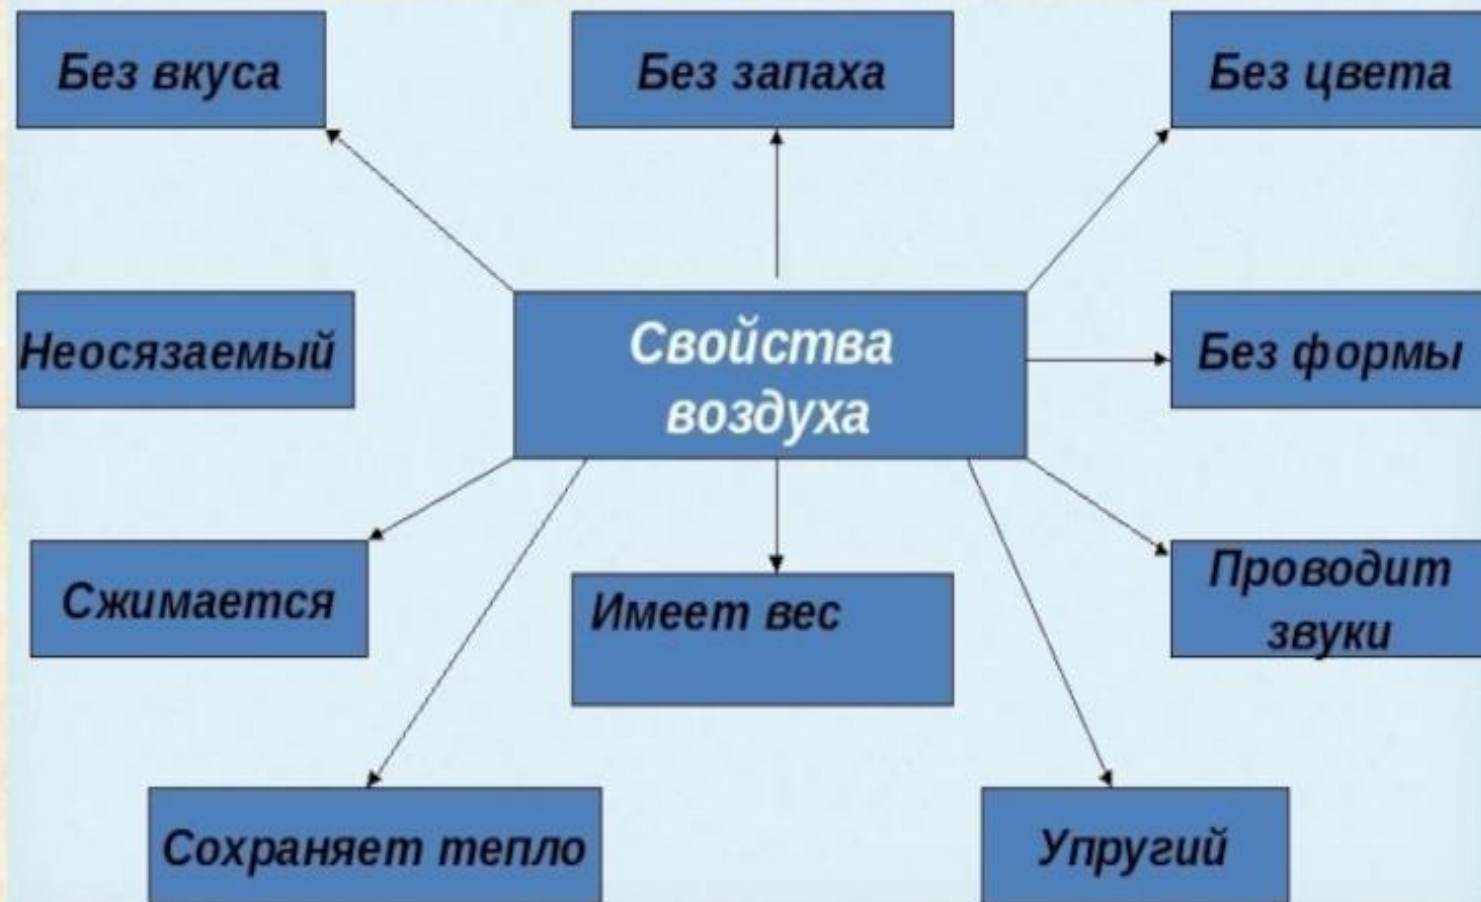 Без вкуса
Без запаха
Без цвета
Неосязаемый
Свойства
воздуха
Без формы
Сжимается
Имеет вес
Проводит
звуки
Сохраняет тепло
Упругий